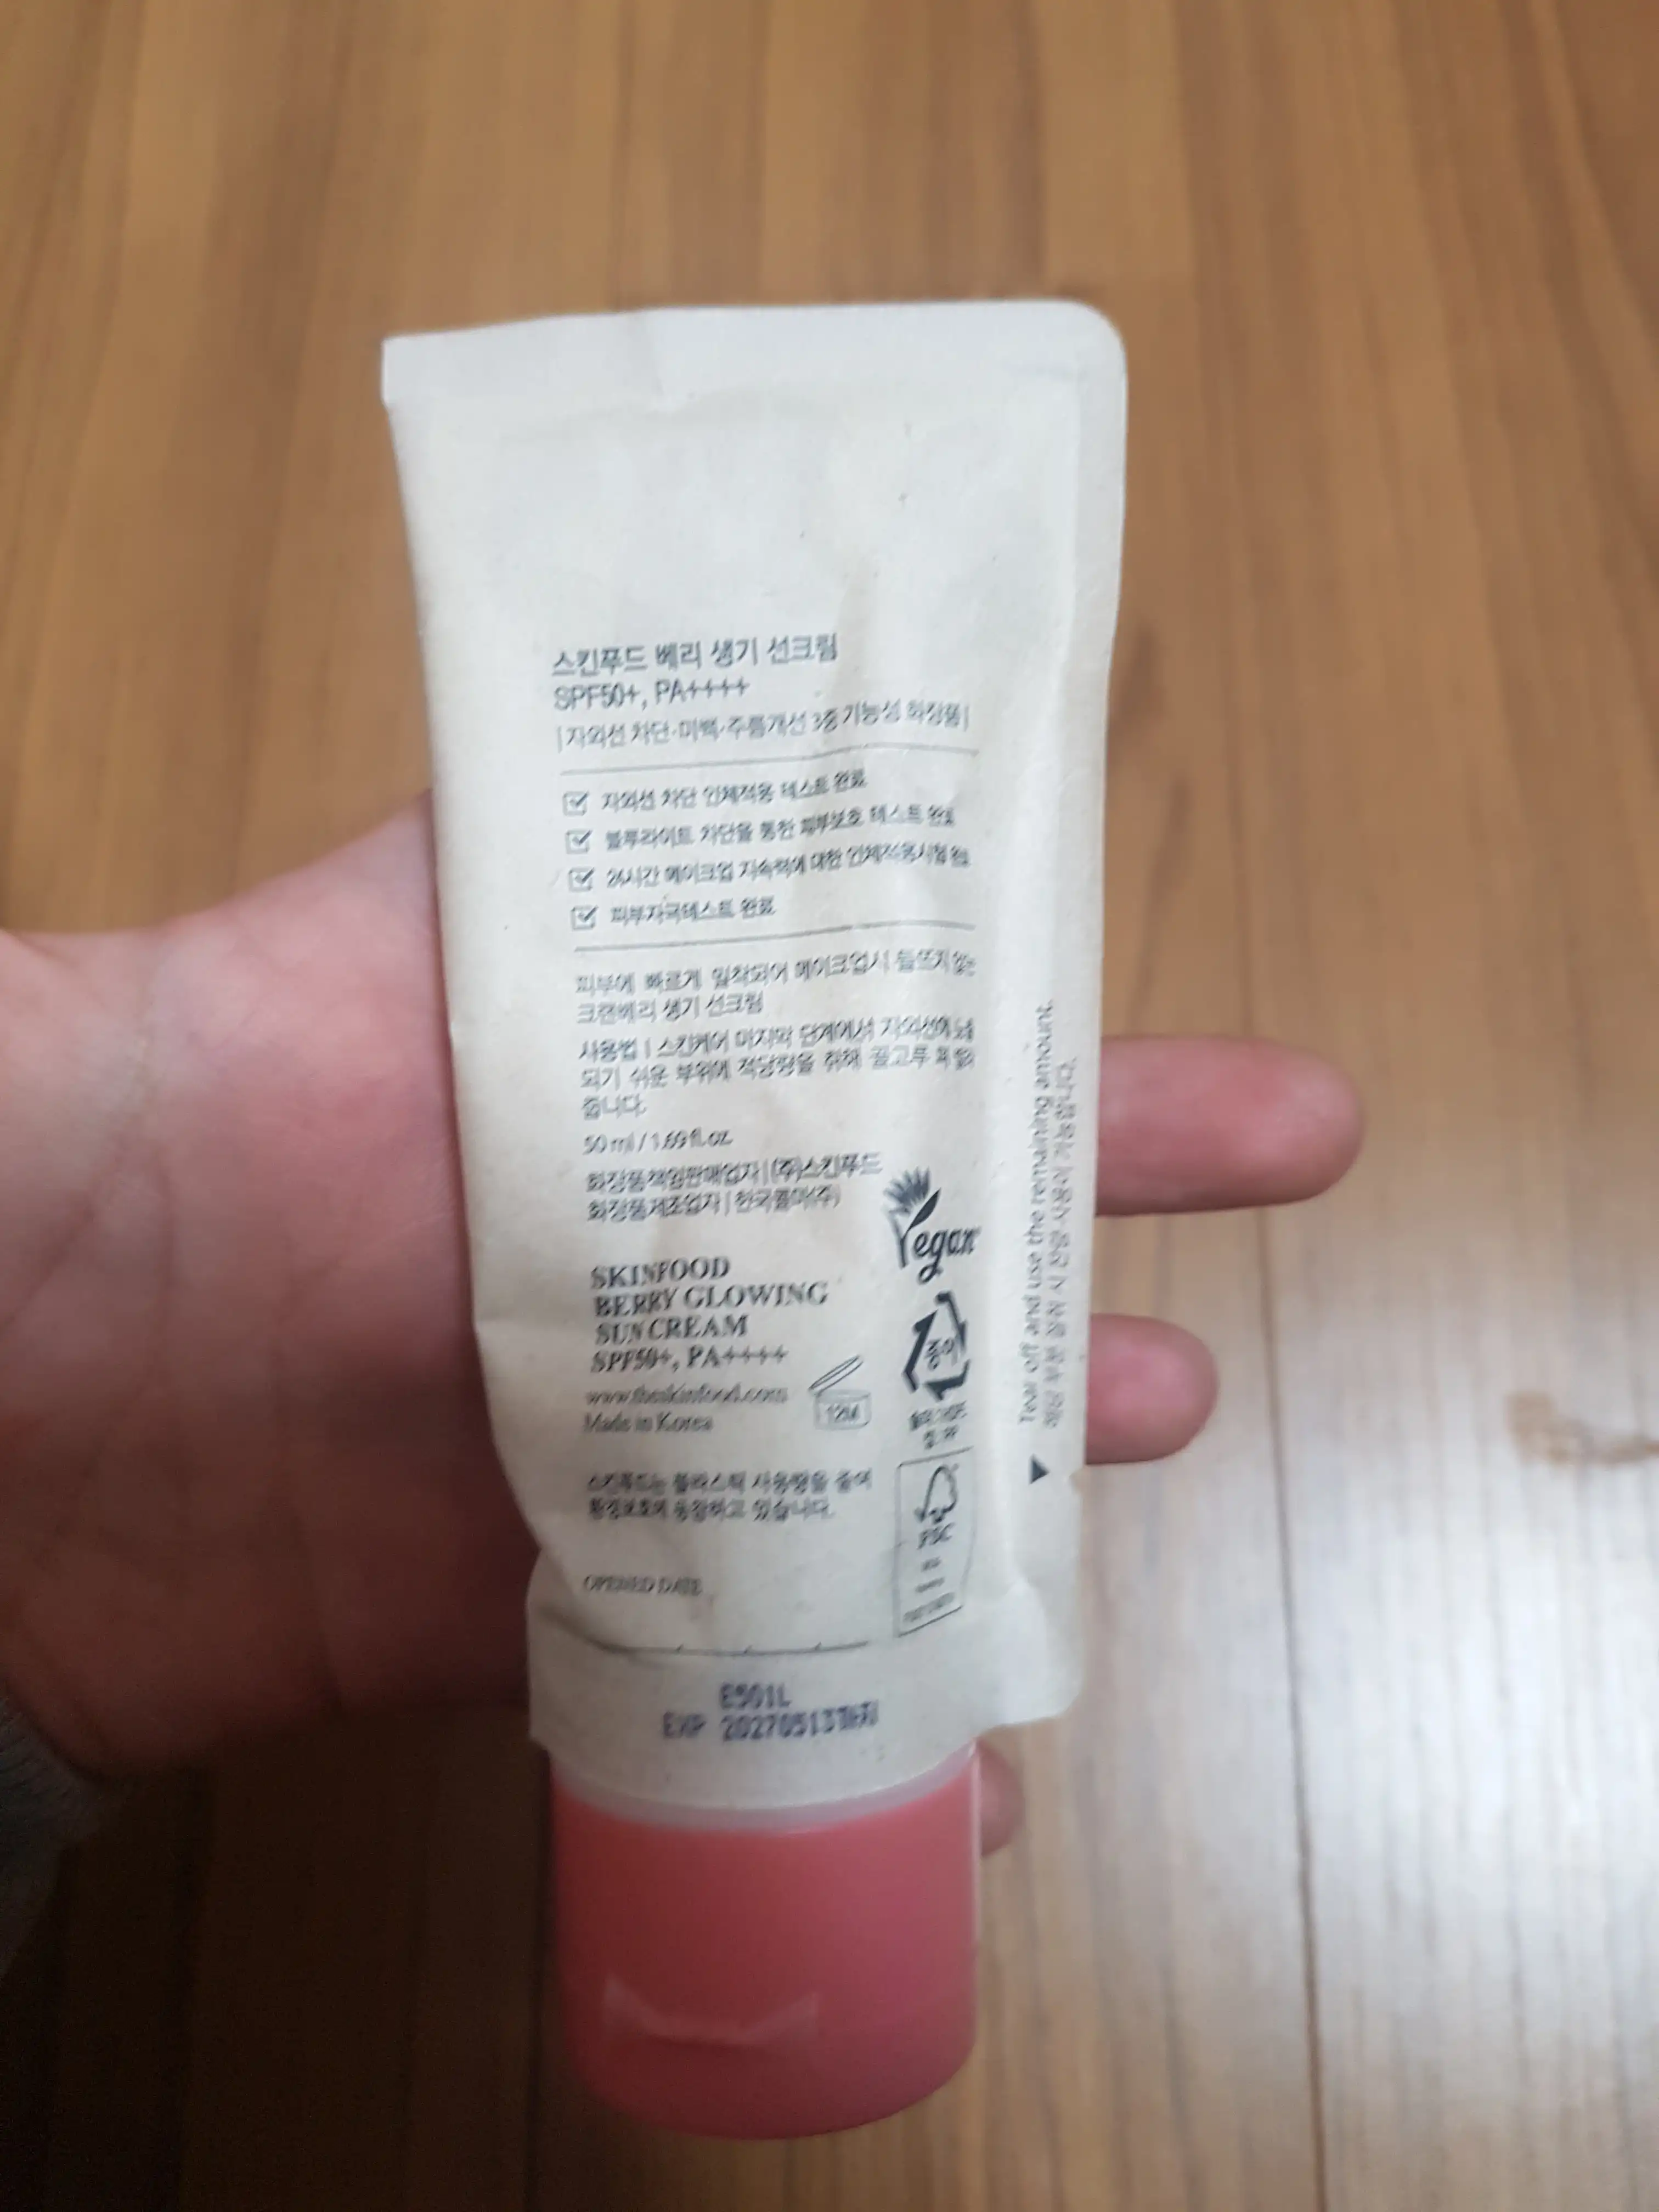 스킨푸드 베리 생기 선크림
SPF50+, PA++++
|자외선 차단·미백·주름개선 3중 기능성 화장품|
자외선 차단 인체적용 테스트 완료
블루라이트 차단을 통한 피부보호 테스트 완료
24시간 메이크업 지속력에 대한 인체적용시험 완료
피부자극테스트 완료
피부에 빠르게 밀착되어 메이크업시 들뜨지 않는
크랜베리 생기 선크림
사용법 | 스킨케어 마지막 단계에서 자외선에 노출
되기 쉬운 부위에 적당량을 취해 골고루 펴 발라
줍니다.
50 ml / 1.69 fl. oz.
화장품책임판매업자 | (주)스킨푸드
화장품제조업자 | 한국콜마(주)
Vegan
SKINFOOD
BERRY GLOWING
SUN CREAM
SPF50+, PA++++
www.theskinfood.com
Made in Korea
12M
종이
스킨푸드는 플라스틱 사용량을 줄여
환경보호에 동참하고 있습니다.
FSC
OPENED DATE
E501L
EXP 20270513까지
Tear off and use the remaining amount.